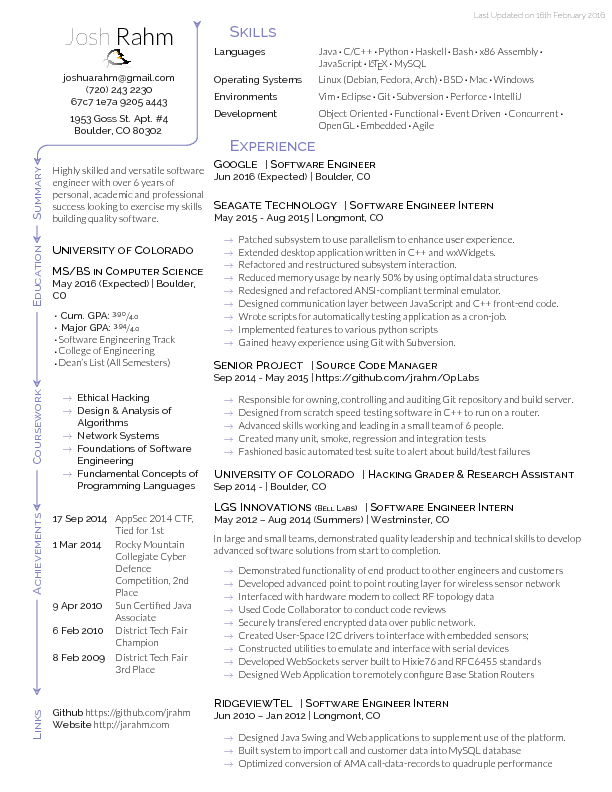 Last Updated on 16th February 2016
Josh Rahm
joshuarahm@gmail.com
(720) 243 2230
67c7 1e7a 9205 a443
1953 Goss St. Apt. #4
Boulder, CO 80302
SUMMARY
Highly skilled and versatile software
engineer with over 6 years of
personal, academic and professional
success looking to exercise my skills
building quality software.
EDUCATION
UNIVERSITY OF COLORADO
MS/BS IN COMPUTER SCIENCE
May 2016 (Expected) | Boulder,
CO
• Cum. GPA: 3.90/4.0
• Major GPA: 3.94/4.0
• Software Engineering Track
• College of Engineering
• Dean's List (All Semesters)
COURSEWORK
→ Ethical Hacking
→ Design & Analysis of
Algorithms
→ Network Systems
→ Foundations of Software
Engineering
→ Fundamental Concepts of
Programming Languages
ACHIEVEMENTS
17 Sep 2014 AppSec 2014 CTF,
Tied for 1st
1 Mar 2014 Rocky Mountain
Collegiate Cyber
Defence
Competition, 2nd
Place
9 Apr 2010 Sun Certified Java
Associate
6 Feb 2010 District Tech Fair
Champion
8 Feb 2009 District Tech Fair
3rd Place
LINKS
Github https://github.com/jrahm
Website http://jarahm.com
SKILLS
Languages Java • C/C++ • Python • Haskell • Bash • x86 Assembly •
JavaScript • LATEX • MySQL
Operating Systems Linux (Debian, Fedora, Arch) • BSD • Mac • Windows
Environments Vim • Eclipse • Git • Subversion • Perforce • IntelliJ
Development Object Oriented • Functional • Event Driven • Concurrent •
OpenGL • Embedded • Agile
EXPERIENCE
GOOGLE | SOFTWARE ENGINEER
Jun 2016 (Expected) | Boulder, CO
SEAGATE TECHNOLOGY | SOFTWARE ENGINEER INTERN
May 2015 - Aug 2015 | Longmont, CO
→ Patched subsystem to use parallelism to enhance user experience.
→ Extended desktop application written in C++ and wxWidgets.
→ Refactored and restructured subsystem interaction.
→ Reduced memory usage by nearly 50% by using optimal data structures
→ Redesigned and refactored ANSI-compliant terminal emulator.
→ Designed communication layer between JavaScript and C++ front-end code.
→ Wrote scripts for automatically testing application as a cron-job.
→ Implemented features to various python scripts
→ Gained heavy experience using Git with Subversion.
SENIOR PROJECT | SOURCE CODE MANAGER
Sep 2014 - May 2015 | https://github.com/jrahm/OpLabs
→ Responsible for owning, controlling and auditing Git repository and build server.
→ Designed from scratch speed testing software in C++ to run on a router.
→ Advanced skills working and leading in a small team of 6 people.
→ Created many unit, smoke, regression and integration tests
→ Fashioned basic automated test suite to alert about build/test failures
UNIVERSITY OF COLORADO | HACKING GRADER & RESEARCH ASSISTANT
Sep 2014 - | Boulder, CO
LGS INNOVATIONS (BELL LABS) | SOFTWARE ENGINEER INTERN
May 2012 – Aug 2014 (Summers) | Westminster, CO
In large and small teams, demonstrated quality leadership and technical skills to develop
advanced software solutions from start to completion.
→ Demonstrated functionality of end product to other engineers and customers
→ Developed advanced point to point routing layer for wireless sensor network
→ Interfaced with hardware modem to collect RF topology data
→ Used Code Collaborator to conduct code reviews
→ Securely transfered encrypted data over public network.
→ Created User-Space I2C drivers to interface with embedded sensors;
→ Constructed utilities to emulate and interface with serial devices
→ Developed WebSockets server built to Hixie76 and RFC6455 standards
→ Designed Web Application to remotely configure Base Station Routers
RIDGEVIEWTEL | SOFTWARE ENGINEER INTERN
Jun 2010 – Jan 2012 | Longmont, CO
→ Designed Java Swing and Web applications to supplement use of the platform.
→ Built system to import call and customer data into MySQL database
→ Optimized conversion of AMA call-data-records to quadruple performance